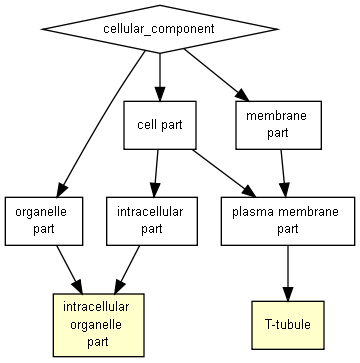 cellular_component
cell part
membrane
part
organelle
part
intracellular
part
plasma membrane
part
intracellular
organelle
part
T-tubule